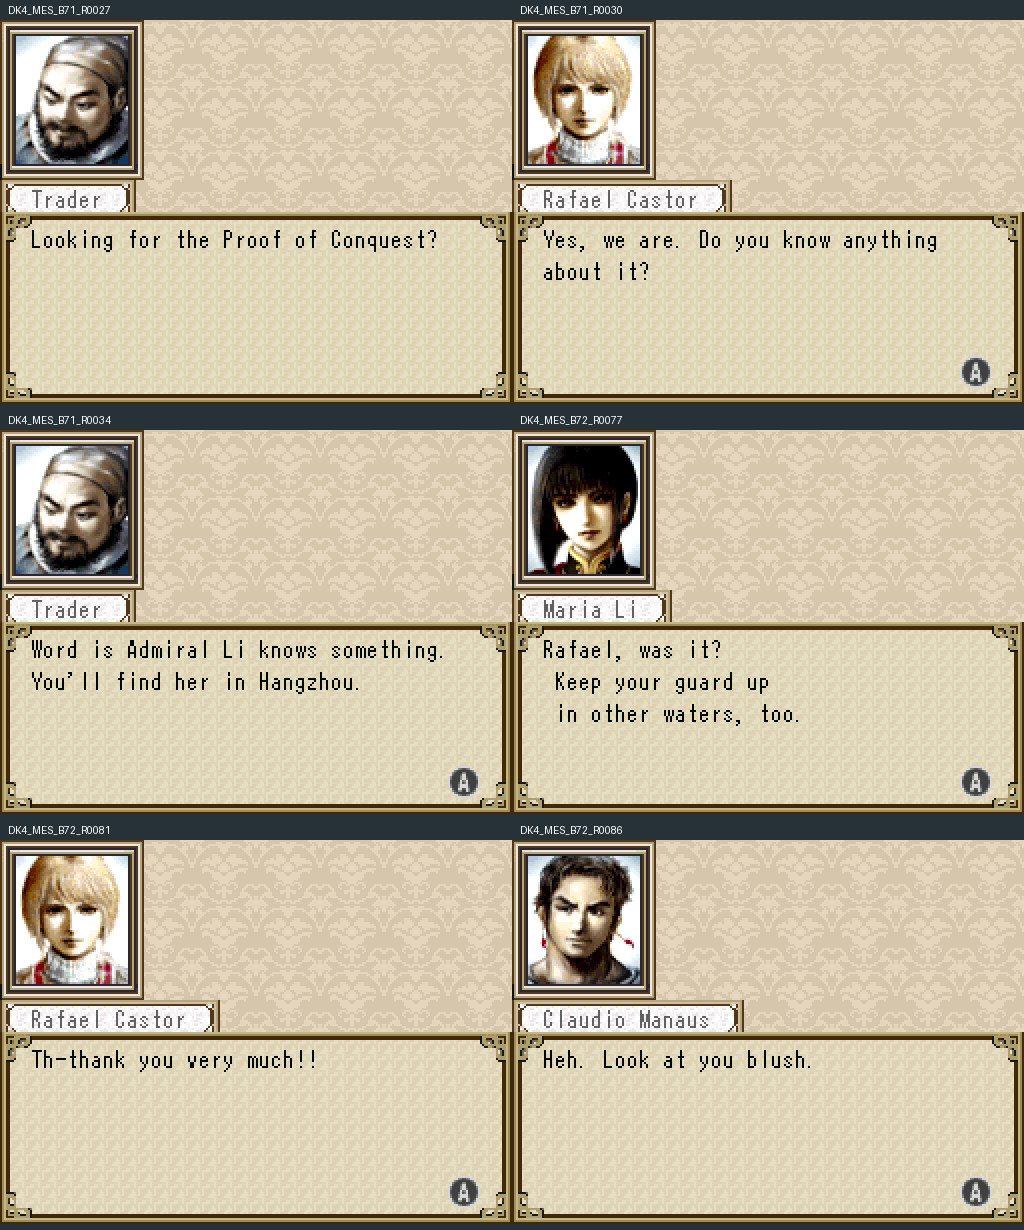 DK4_MES_B71_R0027
Trader
Looking for the Proof of Conquest?
DK4_MES_B71_R0030
Rafael Castor
Yes, we are. Do you know anything
about it?
A
DK4_MES_B71_R0034
Trader
Word is Admiral Li knows something.
You'll find her in Hangzhou.
A
DK4_MES_B72_R0077
Maria Li
Rafael, was it?
Keep your guard up
in other waters, too.
A
DK4_MES_B72_R0081
Rafael Castor
Th-thank you very much!!
A
DK4_MES_B72_R0086
Claudio Manaus
Heh. Look at you blush.
A